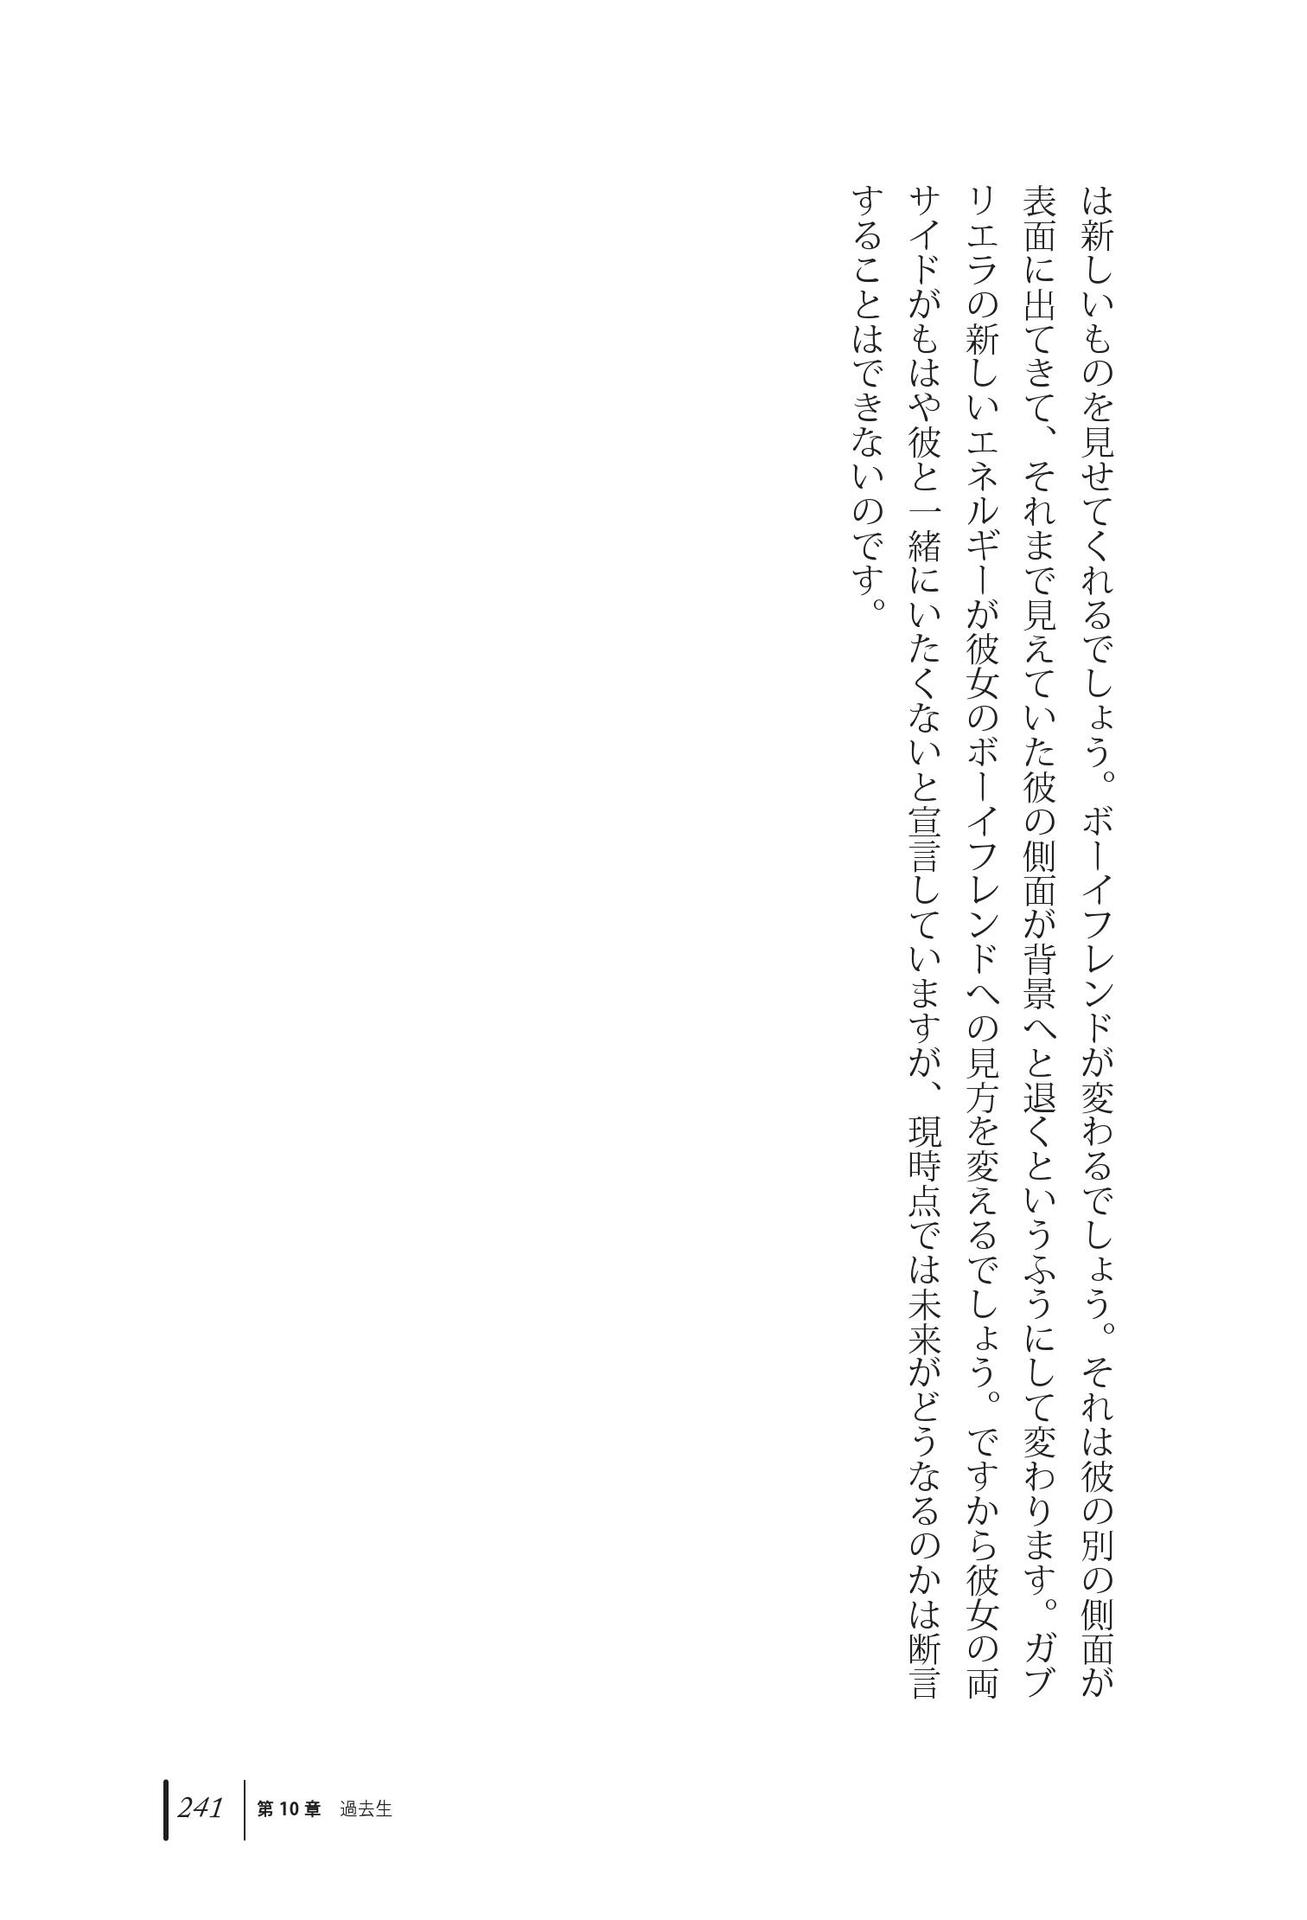 は新しいものを見せてくれるでしょう。ボーイフレンドが変わるでしょう。それは彼の別の側面が
表面に出てきて、それまで見えていた彼の側面が背景へと退くというふうにして変わります。ガブ
リエラの新しいエネルギーが彼女のボーイフレンドへの見方を変えるでしょう。ですから彼女の両
サイドがもはや彼と一緒にいたくないと宣言していますが、現時点では未来がどうなるのかは断言
することはできないのです。
241 第10章 過去生